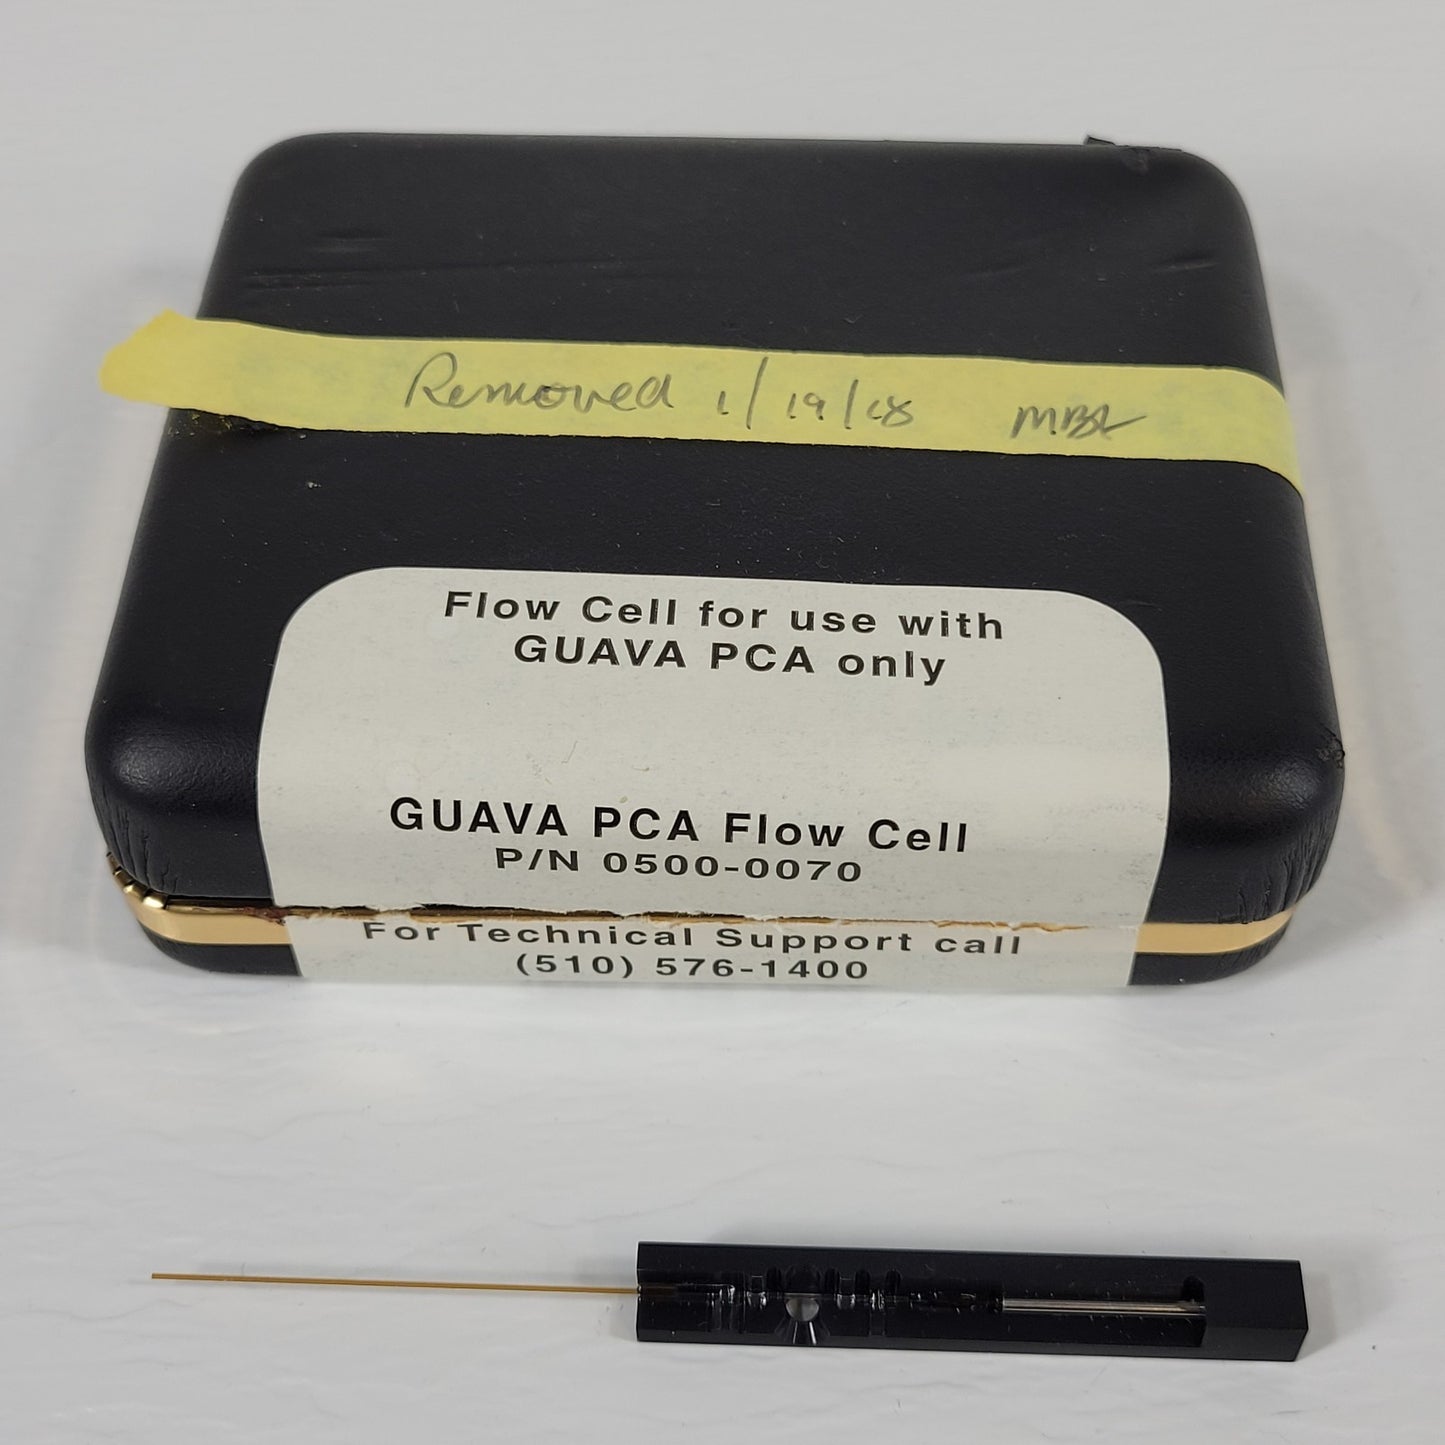 Removed 1/19/18 MBL
Flow Cell for use with
GUAVA PCA only
GUAVA PCA Flow Cell
P/N 0500-0070
For Technical Support call
(510) 576-1400